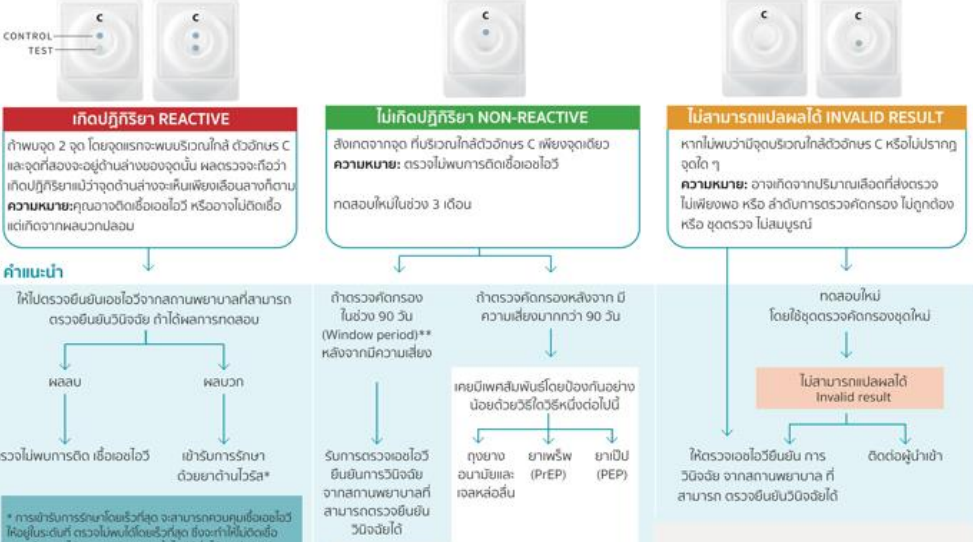 C
CONTROL
TEST
C
C
C
C
เกิดปฏิกิริยา REACTIVE
ถ้าพบจุด 2 จุด โดยจุดแรกจะพบบริเวณใกล้ ตัวอักษร C
และจุดที่สองจะอยู่ด้านล่างของจุดนั้น ผลตรวจจะถือว่า
เกิดปฏิกิริยาแม้ว่าจุดด้านล่างจะเห็นเพียงเลือนลางก็ตาม
ความหมาย:คุณอาจติดเชื้อเอชไอวี หรืออาจไม่ติดเชื้อ
แต่เกิดจากผลบวกปลอม
ไม่เกิดปฏิกิริยา NON-REACTIVE
สังเกตจากจุด ที่บริเวณใกล้ตัวอักษร C เพียงจุดเดียว
ความหมาย: ตรวจไม่พบการติดเชื้อเอชไอวี
ทดสอบใหม่ในช่วง 3 เดือน
ไม่สามารถแปลผลได้ INVALID RESULT
หากไม่พบว่ามีจุดบริเวณใกล้ตัวอักษร C หรือไม่ปรากฏ
จุดใด ๆ
ความหมาย: อาจเกิดจากปริมาณเลือดที่ส่งตรวจ
ไม่เพียงพอ หรือ ลำดับการตรวจคัดกรอง ไม่ถูกต้อง
หรือ ชุดตรวจ ไม่สมบูรณ์
คำแนะนำ
ให้ไปตรวจยืนยันเอชไอวีจากสถานพยาบาลที่สามารถ
ตรวจยืนยันวินิจฉัย ถ้าได้ผลการทดสอบ
ผลลบ
ผลบวก
รวจไม่พบการติด เชื้อเอชไอวี
เข้ารับการรักษา
ด้วยยาต้านไวรัส*
* การเข้ารับการรักษาโดยเร็วที่สุด จะสามารถควบคุมเชื้อเอชไอวี
ให้อยู่ในระดับที่ ตรวจไม่พบได้โดยเร็วที่สุด ซึ่งจะทำให้ไม่ติดเชื้อ
ถ้าตรวจคัดกรอง
ในช่วง 90 วัน
(Window period)**
หลังจากมีความเสี่ยง
รับการตรวจเอชไอวี
ยืนยันการวินิจฉัย
จากสถานพยาบาลที่
สามารถตรวจยืนยัน
วินิจฉัยได้
ถ้าตรวจคัดกรองหลังจาก มี
ความเสี่ยงมากกว่า 90 วัน
เคยมีเพศสัมพันธ์โดยป้องกันอย่าง
น้อยด้วยวิธีใดวิธีหนึ่งต่อไปนี้
ถุงยาง
อนามัยและ
เจลหล่อลื่น
ยาเพร็พ
(PrEP)
ยาเป๊ป
(PEP)
ทดสอบใหม่
โดยใช้ชุดตรวจคัดกรองชุดใหม่
ไม่สามารถแปลผลได้
Invalid result
ให้ตรวจเอชไอวียืนยัน การ
วินิจฉัย จากสถานพยาบาล ที่
สามารถ ตรวจยืนยันวินิจฉัยได้
ติดต่อผู้นำเข้า